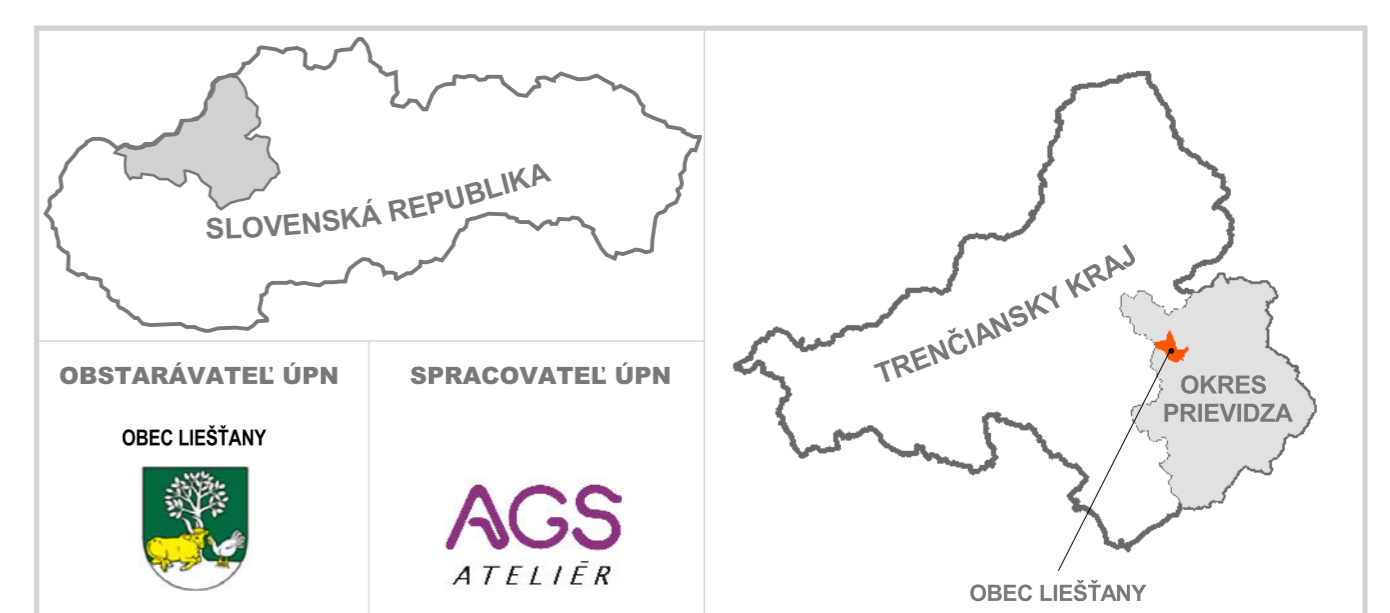 SLOVENSKÁ REPUBLIKA
OBSTARÁVATEĽ ÚPN
OBEC LIEŠŤANY
SPRACOVATEĽ ÚPN
AGS
ATELIÉR
TRENČIANSKY KRAJ
OKRES
PRIEVIDZA
OBEC LIEŠŤANY